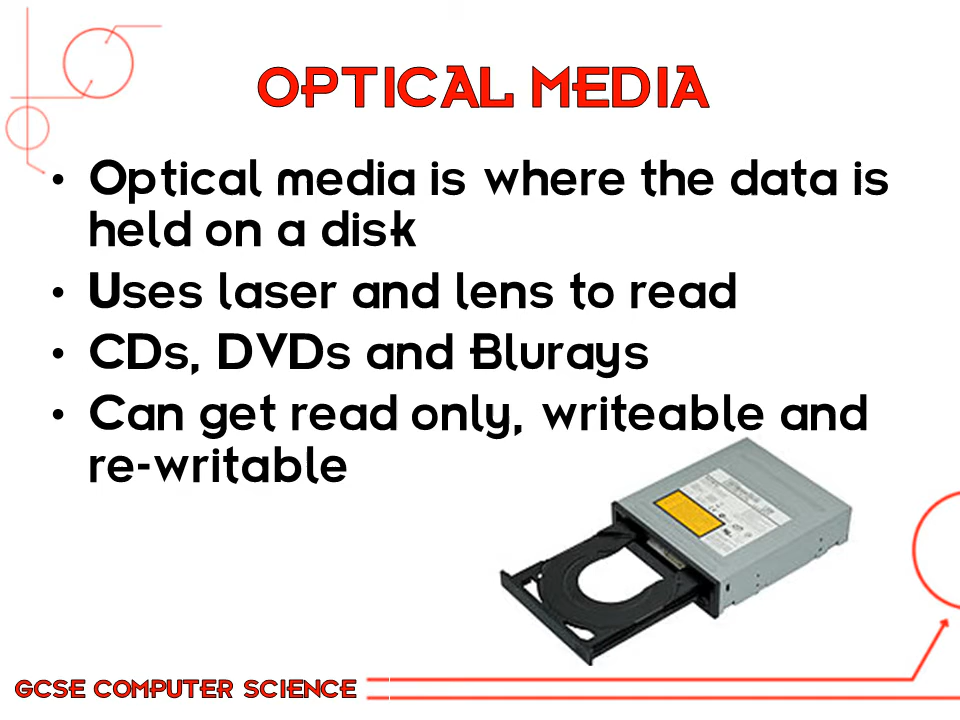 OPTICAL MEDIA
• Optical media is where the data is
held on a disk
• Uses laser and lens to read
• CDs, DVDs and Blurays
• Can get read only, writeable and
re-writable
GCSE COMPUTER SCIENCE